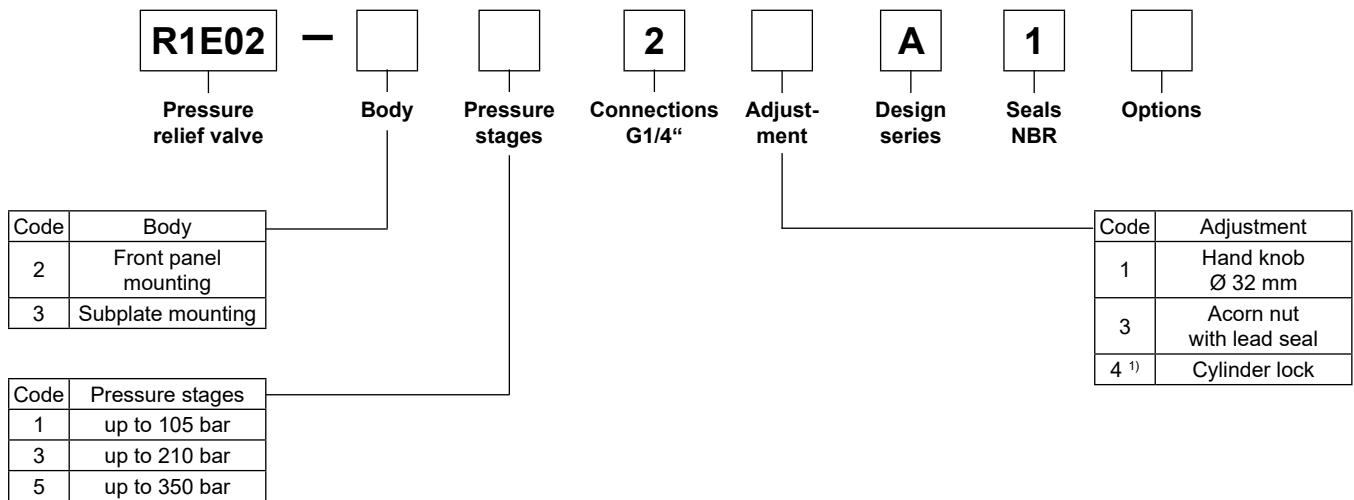 R1E02 – 2 A 1
Pressure relief valve
Body
Pressure stages
Connections G1/4“
Adjust-ment
Design series
Seals NBR
Options
Code Body
2 Front panel mounting
3 Subplate mounting
Code Pressure stages
1 up to 105 bar
3 up to 210 bar
5 up to 350 bar
Code Adjustment
1 Hand knob Ø 32 mm
3 Acorn nut with lead seal
4 ¹⁾ Cylinder lock